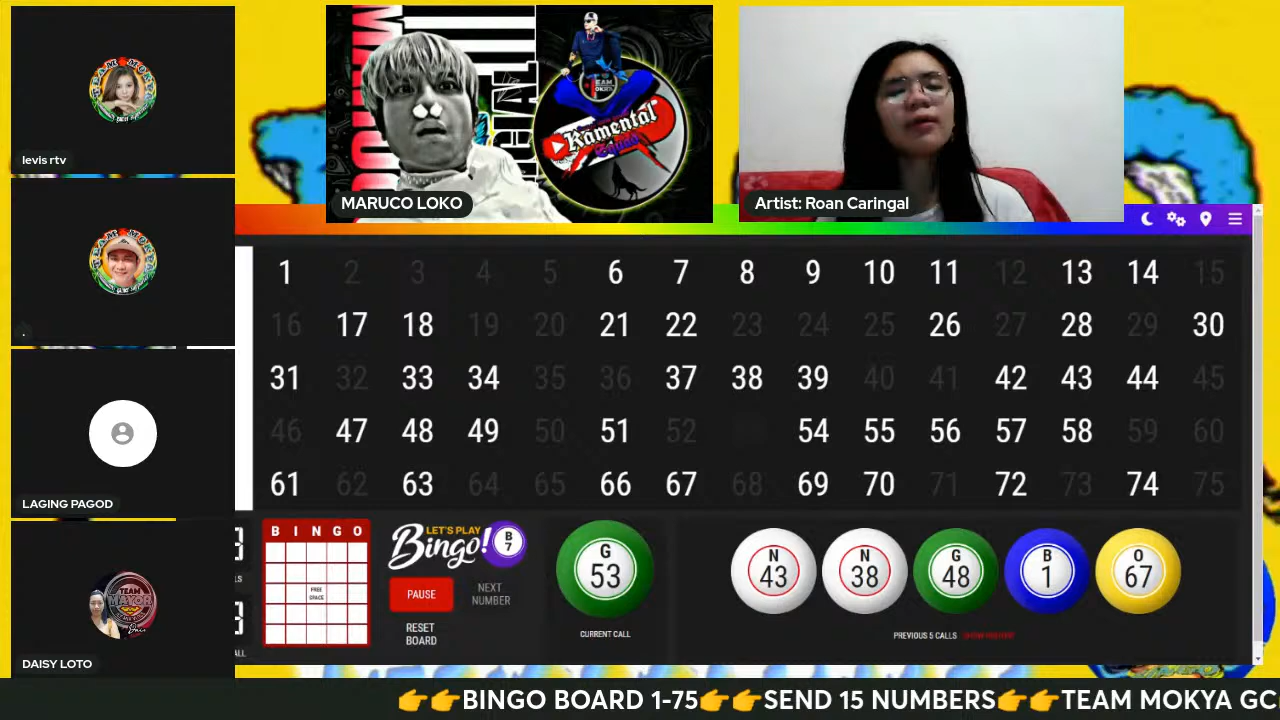 levis rtv
.
LAGING PAGOD
DAISY LOTO
MARUCO LOKO
Kamental
Squad
Artist: Roan Caringal
1 2 3 4 5 6 7 8 9 10 11 12 13 14 15
16 17 18 19 20 21 22 23 24 25 26 27 28 29 30
31 32 33 34 35 36 37 38 39 40 41 42 43 44 45
46 47 48 49 50 51 52 54 55 56 57 58 59 60
61 62 63 64 65 66 67 68 69 70 71 72 73 74 75
B I N G O
FREE
SPACE
LET'S PLAY
Bingo!
B
7
PAUSE
NEXT
NUMBER
RESET
BOARD
G
53
CURRENT CALL
N
43
N
38
G
48
B
1
O
67
PREVIOUS 5 CALLS
👉👉BINGO BOARD 1-75👉👉SEND 15 NUMBERS👉👉TEAM MOKYA GC